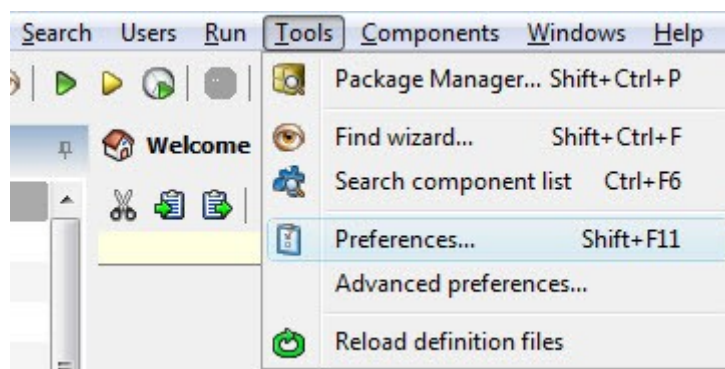 Search Users Run Tools Components Windows Help
Package Manager... Shift+Ctrl+P
Welcome
Find wizard... Shift+Ctrl+F
Search component list Ctrl+F6
Preferences... Shift+F11
Advanced preferences...
Reload definition files